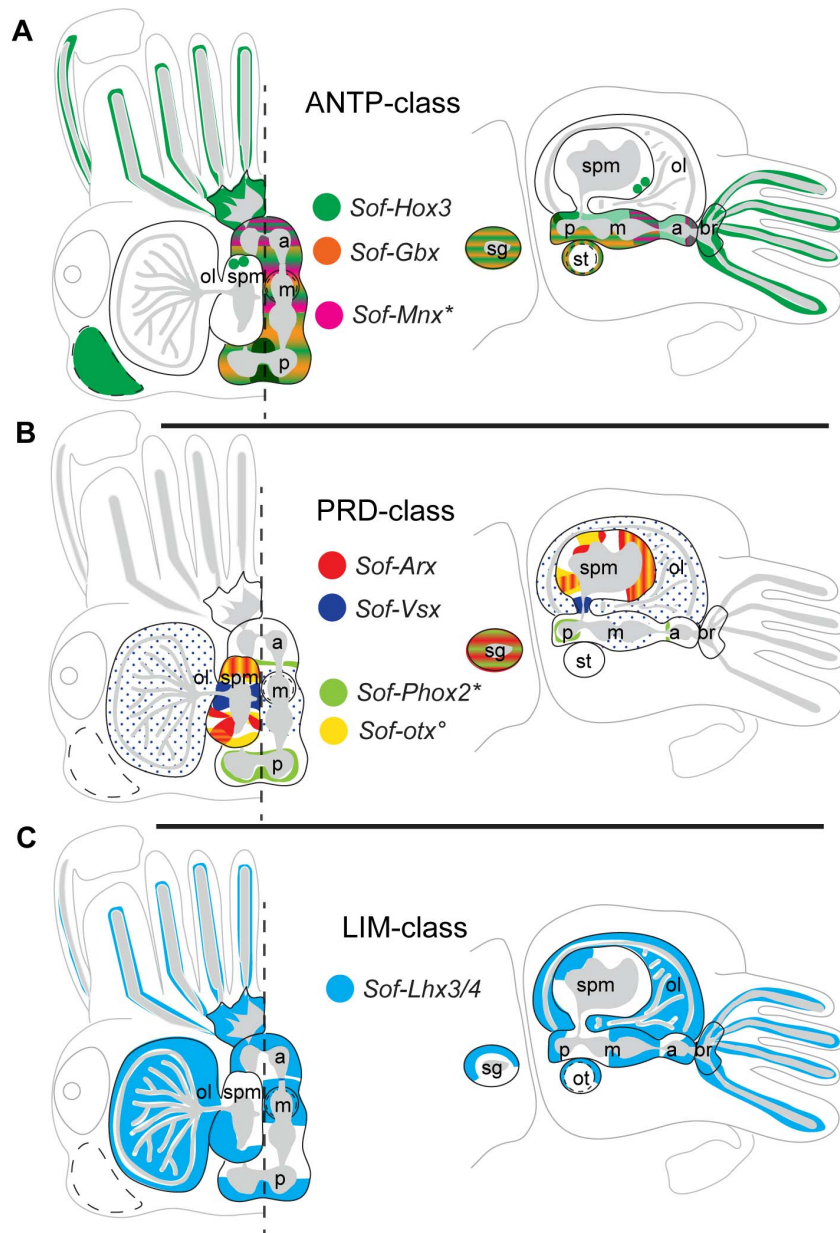 A
ANTP-class
Sof-Hox3
Sof-Gbx
Sof-Mnx*
ol spm
a
m
p
spm
ol
p m a br
sg
st
B
PRD-class
Sof-Arx
Sof-Vsx
Sof-Phox2*
Sof-otx°
ol spm
a
m
p
spm
ol
p m a br
sg
st
C
LIM-class
Sof-Lhx3/4
ol spm
a
m
p
spm
ol
p m a br
sg
ot